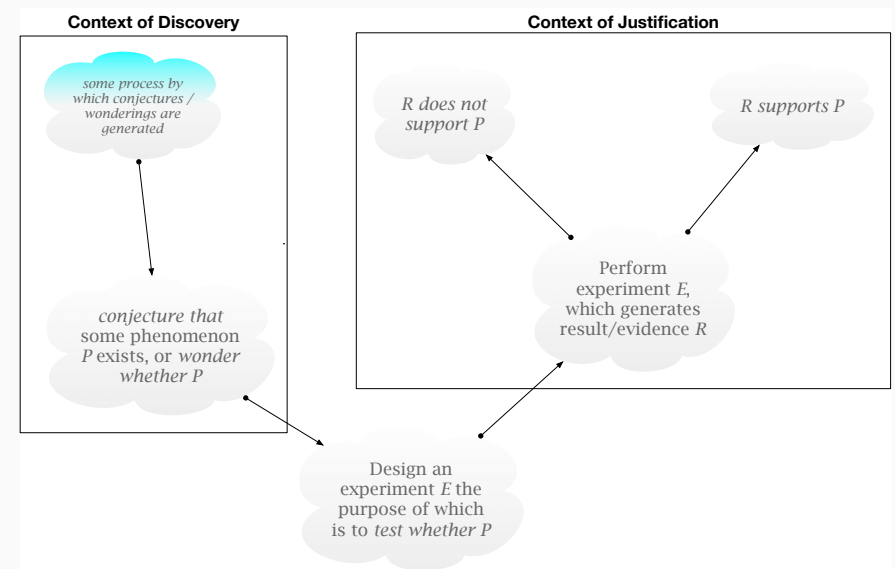 Context of Discovery
some process by
which conjectures /
wonderings are
generated
conjecture that
some phenomenon
P exists, or wonder
whether P
Design an
experiment E the
purpose of which
is to test whether P
Context of Justification
R does not
support P
R supports P
Perform
experiment E,
which generates
result/evidence R